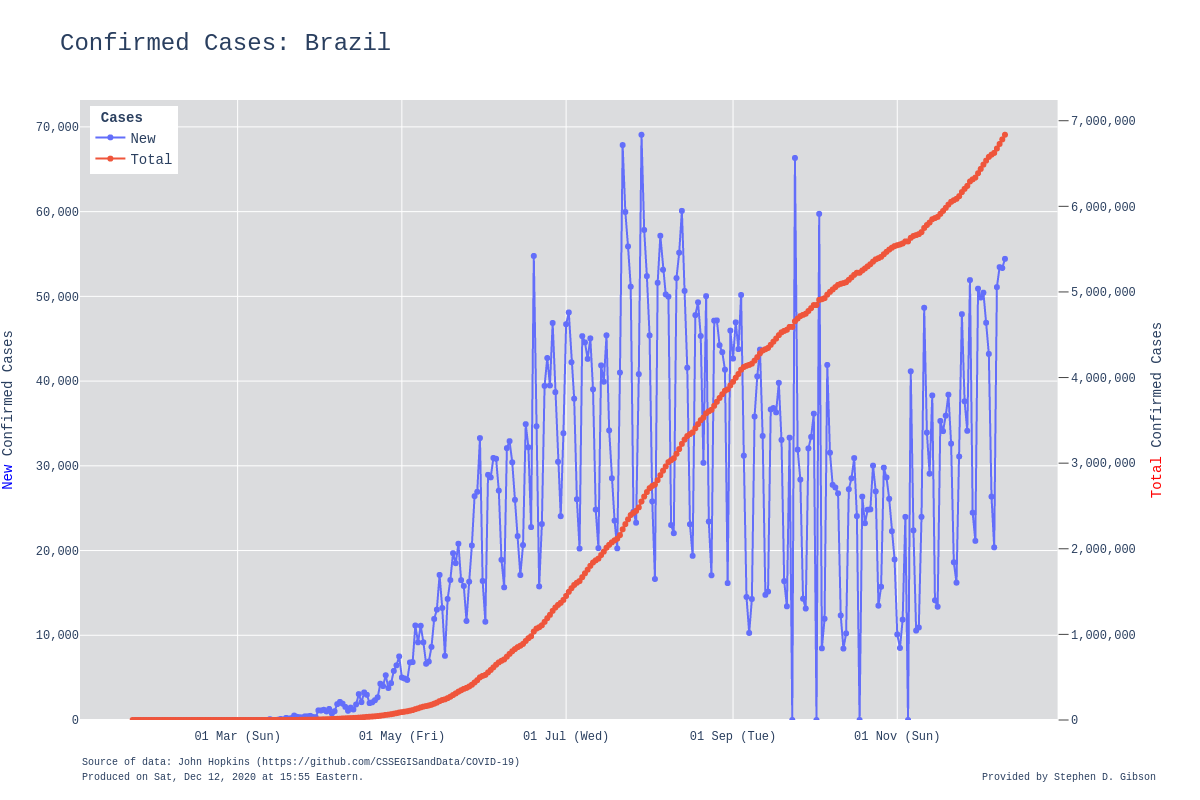 Confirmed Cases: Brazil
Cases
New
Total
70,000
60,000
50,000
40,000
30,000
20,000
10,000
0
New Confirmed Cases
7,000,000
6,000,000
5,000,000
4,000,000
3,000,000
2,000,000
1,000,000
0
Total Confirmed Cases
01 Mar (Sun)
01 May (Fri)
01 Jul (Wed)
01 Sep (Tue)
01 Nov (Sun)
Source of data: John Hopkins (https://github.com/CSSEGISandData/COVID-19)
Produced on Sat, Dec 12, 2020 at 15:55 Eastern.
Provided by Stephen D. Gibson